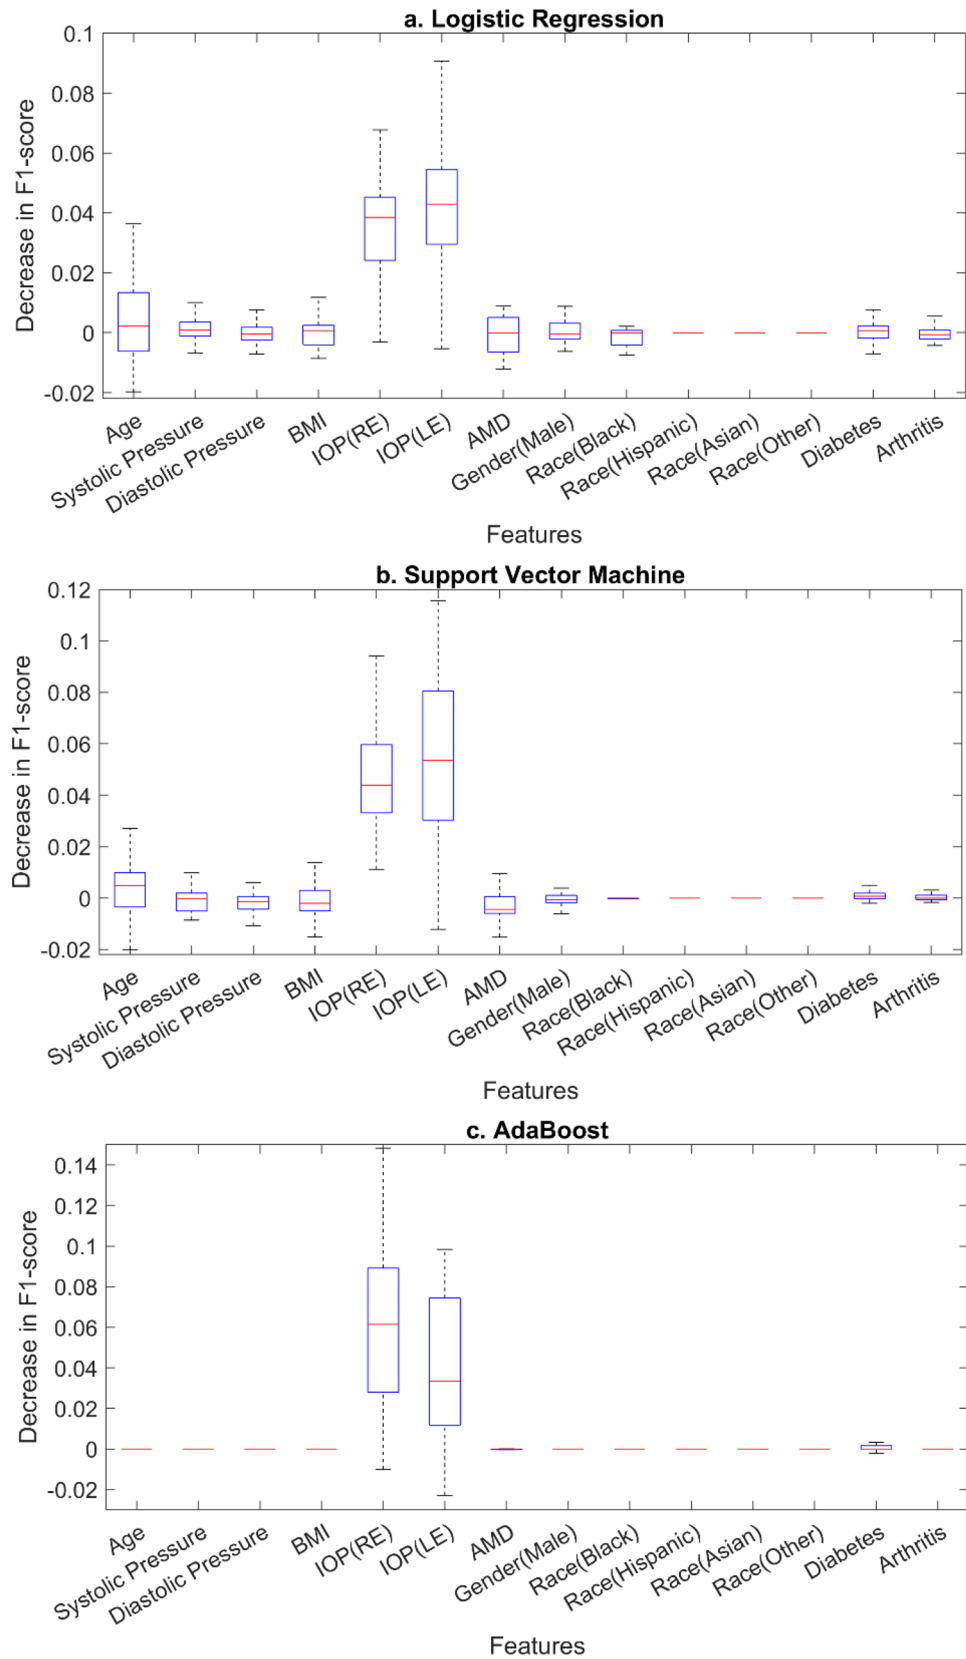 a. Logistic Regression
0.1
0.08
0.06
0.04
0.02
0
-0.02
Decrease in F1-score
Age
Systolic Pressure
Diastolic Pressure
BMI
IOP(RE)
IOP(LE)
AMD
Gender(Male)
Race(Black)
Race(Hispanic)
Race(Asian)
Race(Other)
Diabetes
Arthritis
Features
b. Support Vector Machine
0.12
0.1
0.08
0.06
0.04
0.02
0
-0.02
Decrease in F1-score
Age
Systolic Pressure
Diastolic Pressure
BMI
IOP(RE)
IOP(LE)
AMD
Gender(Male)
Race(Black)
Race(Hispanic)
Race(Asian)
Race(Other)
Diabetes
Arthritis
Features
c. AdaBoost
0.14
0.12
0.1
0.08
0.06
0.04
0.02
0
-0.02
Decrease in F1-score
Age
Systolic Pressure
Diastolic Pressure
BMI
IOP(RE)
IOP(LE)
AMD
Gender(Male)
Race(Black)
Race(Hispanic)
Race(Asian)
Race(Other)
Diabetes
Arthritis
Features